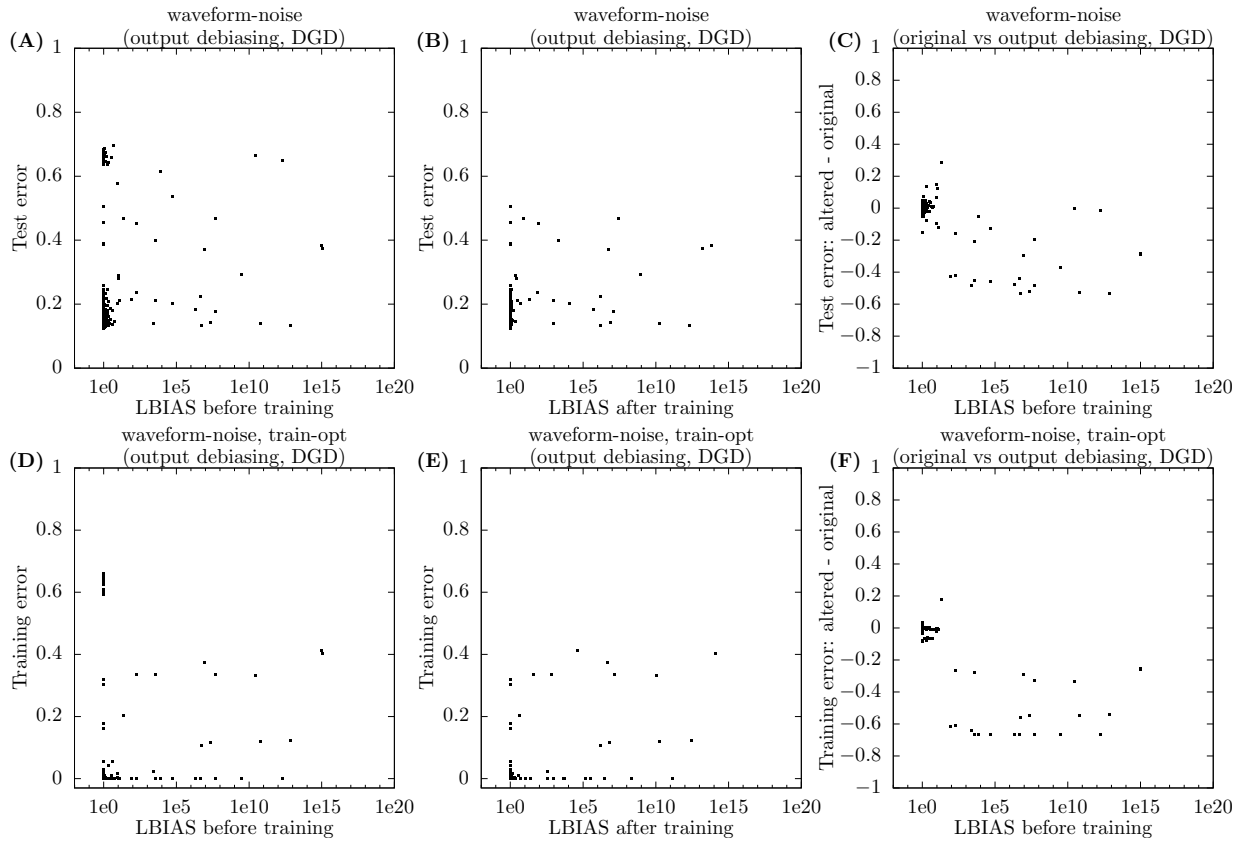 waveform-noise
(A) (output debiasing, DGD)
1
0.8
0.6
0.4
0.2
0
Test error
1e0 1e5 1e10 1e15 1e20
LBIAS before training
waveform-noise
(B) (output debiasing, DGD)
1
0.8
0.6
0.4
0.2
0
Test error
1e0 1e5 1e10 1e15 1e20
LBIAS after training
waveform-noise
(C) (original vs output debiasing, DGD)
1
0.8
0.6
0.4
0.2
0
−0.2
−0.4
−0.6
−0.8
−1
Test error: altered - original
1e0 1e5 1e10 1e15 1e20
LBIAS before training
waveform-noise, train-opt
(D) (output debiasing, DGD)
1
0.8
0.6
0.4
0.2
0
Training error
1e0 1e5 1e10 1e15 1e20
LBIAS before training
waveform-noise, train-opt
(E) (output debiasing, DGD)
1
0.8
0.6
0.4
0.2
0
Training error
1e0 1e5 1e10 1e15 1e20
LBIAS after training
waveform-noise, train-opt
(F) (original vs output debiasing, DGD)
1
0.8
0.6
0.4
0.2
0
−0.2
−0.4
−0.6
−0.8
−1
Training error: altered - original
1e0 1e5 1e10 1e15 1e20
LBIAS before training